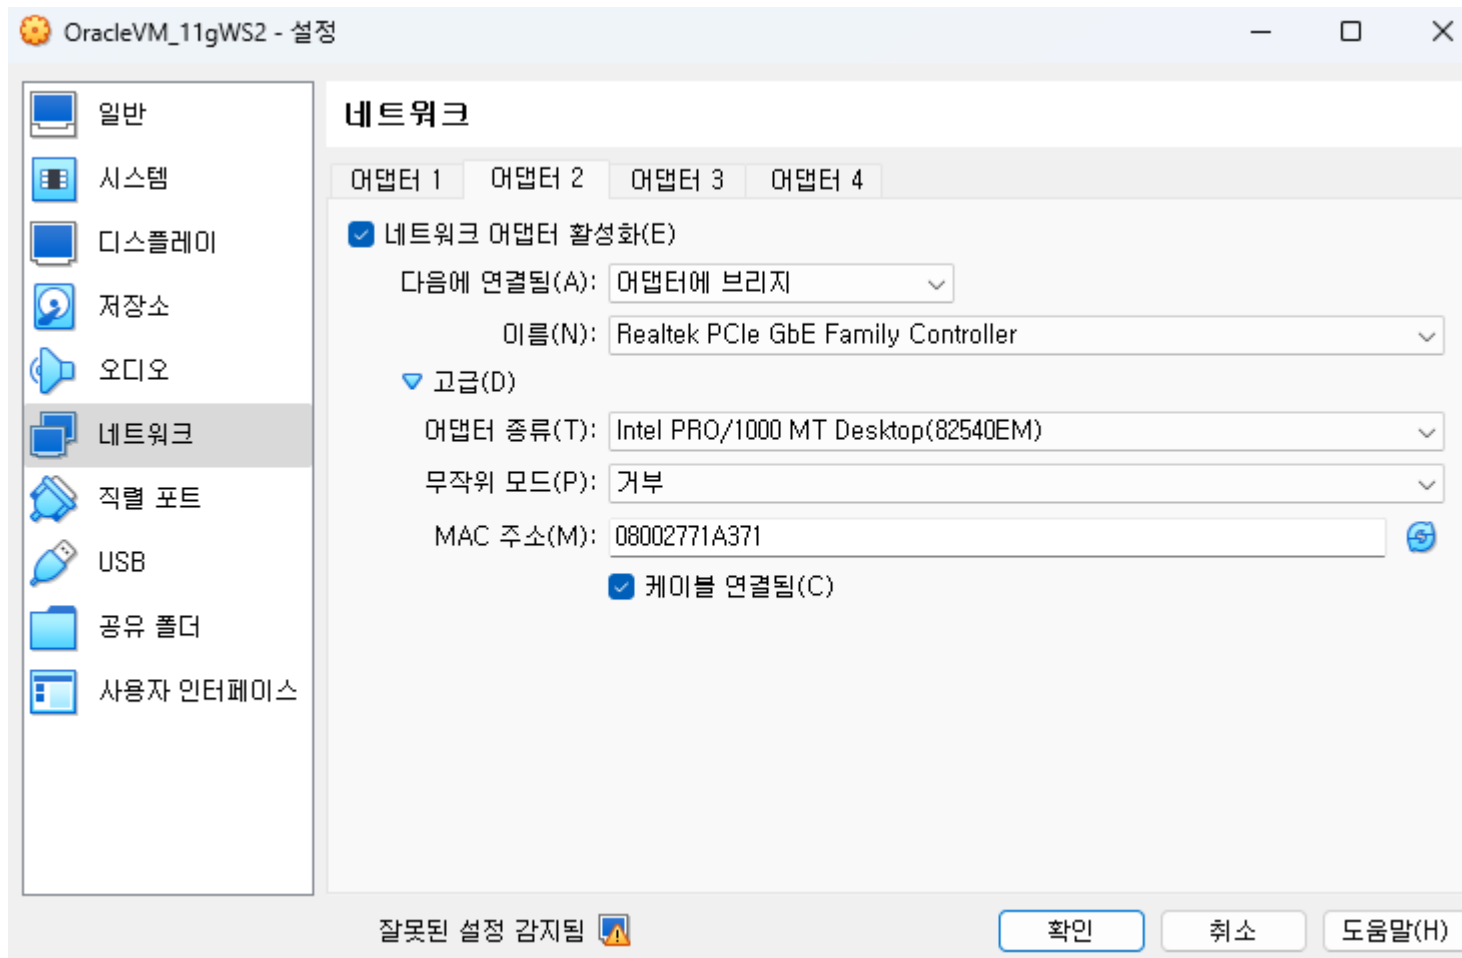 OracleVM_11gWS2 - 설정
일반
시스템
디스플레이
저장소
오디오
네트워크
직렬 포트
USB
공유 폴더
사용자 인터페이스
네트워크
어댑터 1 어댑터 2 어댑터 3 어댑터 4
네트워크 어댑터 활성화(E)
다음에 연결됨(A): 어댑터에 브리지
이름(N): Realtek PCIe GbE Family Controller
고급(D)
어댑터 종류(T): Intel PRO/1000 MT Desktop(82540EM)
무작위 모드(P): 거부
MAC 주소(M): 08002771A371
케이블 연결됨(C)
잘못된 설정 감지됨
확인 취소 도움말(H)